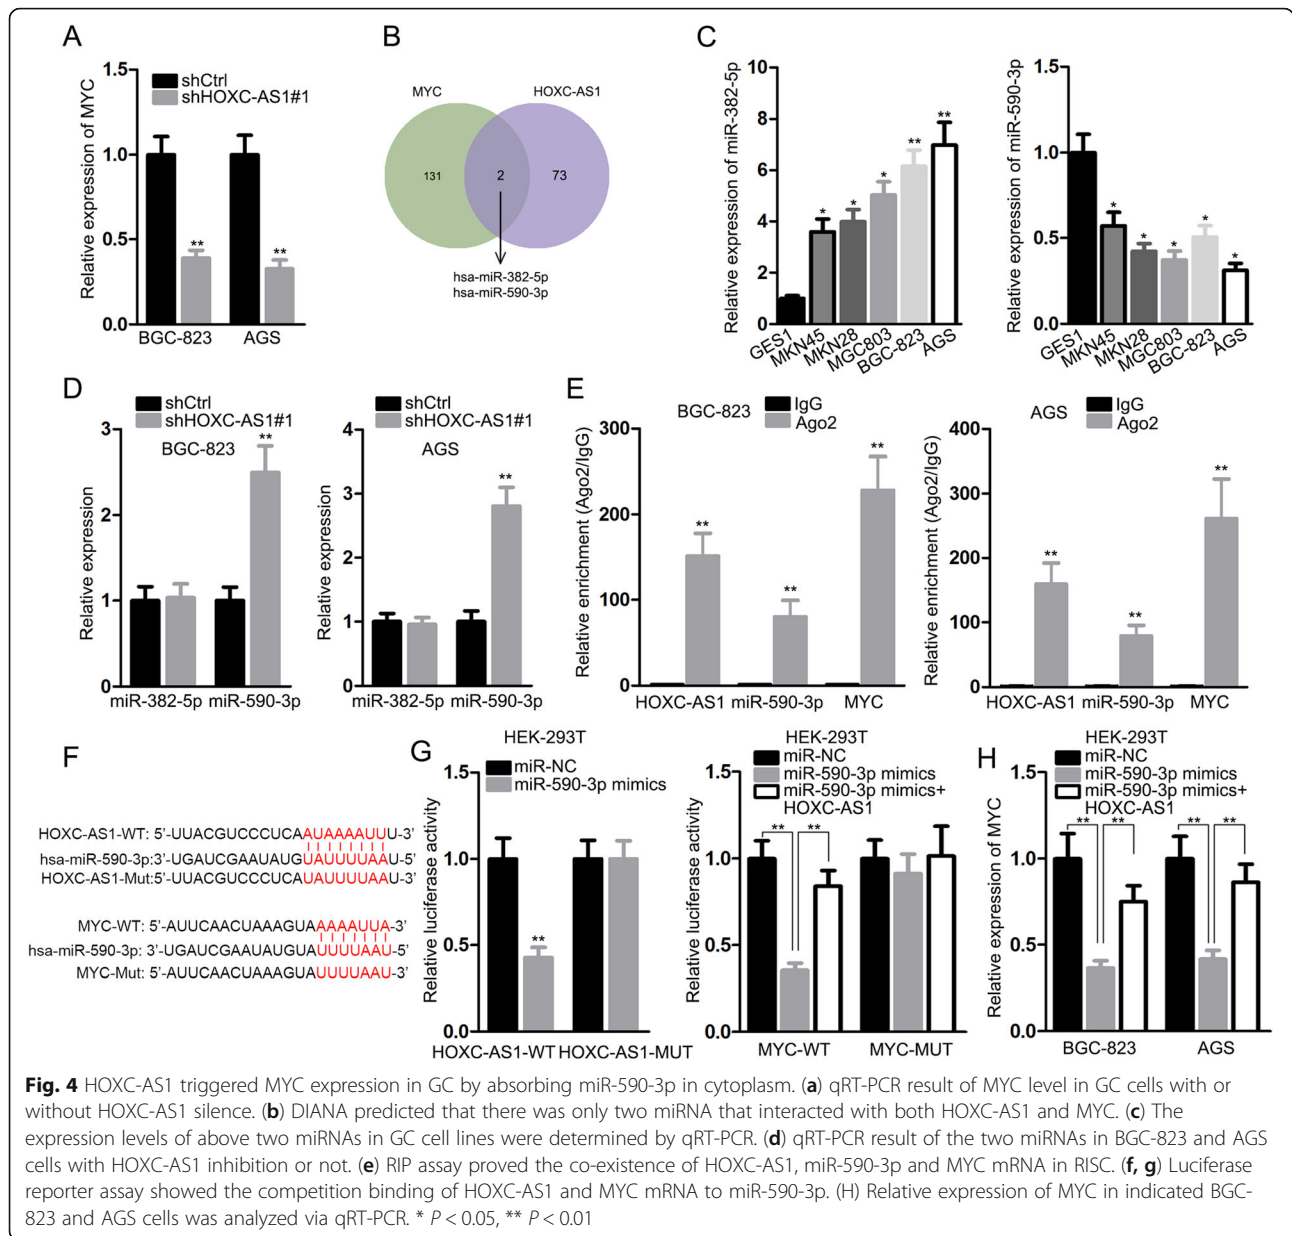 A
Relative expression of MYC
1.5
1.0
0.5
0.0
shCtrl
shHOXC-AS1#1
**
**
BGC-823
AGS
B
MYC
HOXC-AS1
131
2
73
hsa-miR-382-5p
hsa-miR-590-3p
C
Relative expression of miR-382-5p
10
8
6
4
2
0
*
*
*
**
**
GES1
MKN45
MKN28
MGC803
BGC-823
AGS
Relative expression of miR-590-3p
1.5
1.0
0.5
0.0
*
*
*
*
*
GES1
MKN45
MKN28
MGC803
BGC-823
AGS
D
shCtrl
shHOXC-AS1#1
BGC-823
Relative expression
3
2
1
0
**
miR-382-5p
miR-590-3p
shCtrl
shHOXC-AS1#1
AGS
Relative expression
4
3
2
1
0
**
miR-382-5p
miR-590-3p
E
BGC-823
IgG
Ago2
Relative enrichment (Ago2/IgG)
300
200
100
0
**
**
**
HOXC-AS1
miR-590-3p
MYC
AGS
IgG
Ago2
Relative enrichment (Ago2/IgG)
400
300
200
100
0
**
**
**
HOXC-AS1
miR-590-3p
MYC
F
HOXC-AS1-WT: 5’-UUACGUCCCUCAAUAAAAUUU-3’
hsa-miR-590-3p:3’-UGAUCGAAUAUGUAUUUUAAU-5’
HOXC-AS1-Mut:5’-UUACGUCCCUCAUAUUUUAAU-3’
MYC-WT: 5’-AUUCAACUAAAGUAAAAAUUA-3’
hsa-miR-590-3p: 3’-UGAUCGAAUAUGUAUUUUAAU-5’
MYC-Mut: 5’-AUUCAACUAAAGUAUUUUAAU-3’
G
HEK-293T
miR-NC
miR-590-3p mimics
Relative luciferase activity
1.5
1.0
0.5
0.0
**
HOXC-AS1-WT
HOXC-AS1-MUT
HEK-293T
miR-NC
miR-590-3p mimics
miR-590-3p mimics+
HOXC-AS1
Relative luciferase activity
1.5
1.0
0.5
0.0
**
**
MYC-WT
MYC-MUT
H
HEK-293T
miR-NC
miR-590-3p mimics
miR-590-3p mimics+
HOXC-AS1
Relative expression of MYC
1.5
1.0
0.5
0.0
**
**
**
**
BGC-823
AGS
Fig. 4 HOXC-AS1 triggered MYC expression in GC by absorbing miR-590-3p in cytoplasm. (a) qRT-PCR result of MYC level in GC cells with or
without HOXC-AS1 silence. (b) DIANA predicted that there was only two miRNA that interacted with both HOXC-AS1 and MYC. (c) The
expression levels of above two miRNAs in GC cell lines were determined by qRT-PCR. (d) qRT-PCR result of the two miRNAs in BGC-823 and AGS
cells with HOXC-AS1 inhibition or not. (e) RIP assay proved the co-existence of HOXC-AS1, miR-590-3p and MYC mRNA in RISC. (f, g) Luciferase
reporter assay showed the competition binding of HOXC-AS1 and MYC mRNA to miR-590-3p. (H) Relative expression of MYC in indicated BGC-
823 and AGS cells was analyzed via qRT-PCR. * P < 0.05, ** P < 0.01